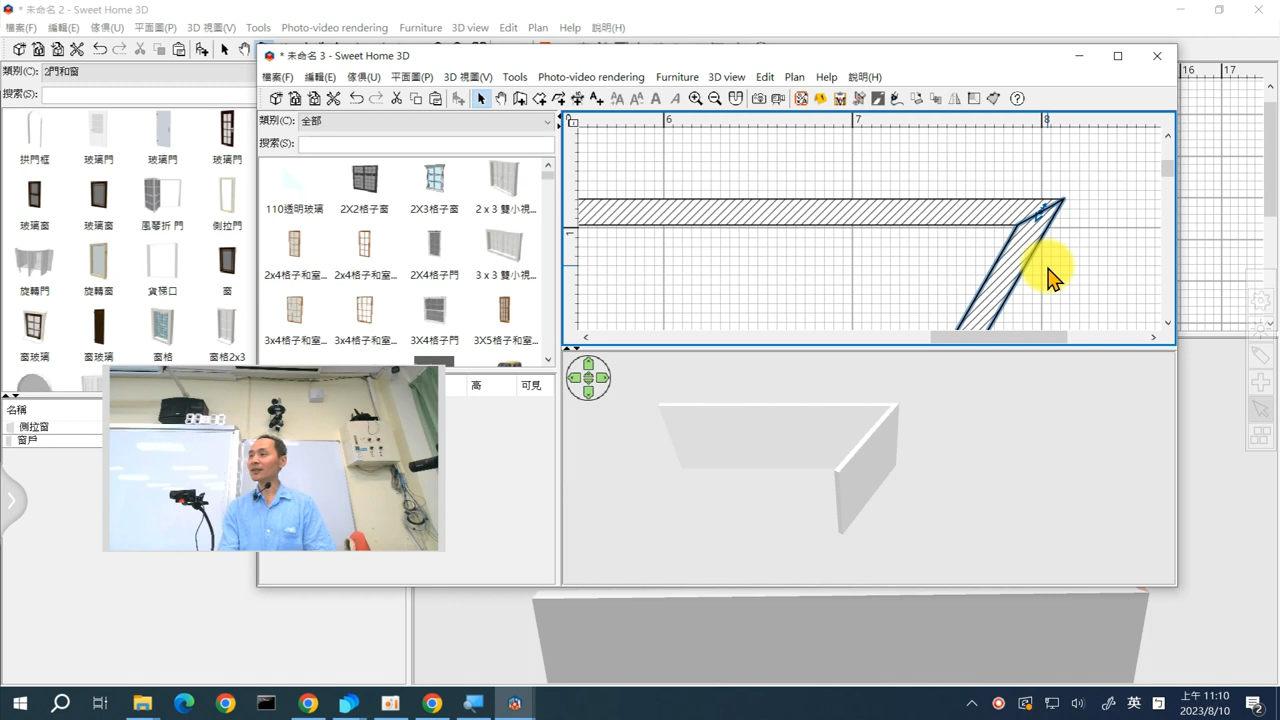 * 未命名 2 - Sweet Home 3D
檔案(F) 編輯(E) 傢俱(U) 平面圖(P) 3D 視圖(V) Tools Photo-video rendering Furniture 3D view Edit Plan Help 說明(H)
類別(C): 2門和窗
搜索(S):
拱門框 玻璃門 玻璃門 玻璃門
玻璃窗 玻璃窗 風琴折 門 側拉門
旋轉門 旋轉窗 貨梯口 窗
窗玻璃 窗 窗格 窗格2x3
名稱
側拉窗
窗戶
16 17
* 未命名 3 - Sweet Home 3D
檔案(F) 編輯(E) 傢俱(U) 平面圖(P) 3D 視圖(V) Tools Photo-video rendering Furniture 3D view Edit Plan Help 說明(H)
類別(C): 全部
搜索(S):
110透明玻璃 2X2格子窗 2X3格子窗 2 x 3 雙小視...
2x4格子和室... 2x4格子和室... 2X4格子門 3 x 3 雙小視...
3x4格子和室... 3x4格子和室... 3X4格子門 3X5格子和室...
高 可見
6 7 8
1
英
上午 11:10
2023/8/10
2